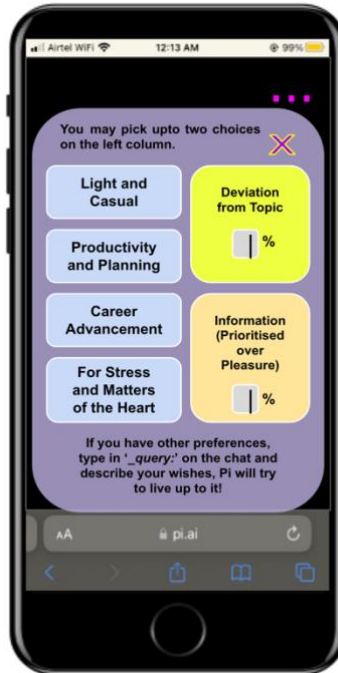 Airtel WiFi 12:13 AM 99%
You may pick upto two choices
on the left column.
Light and
Casual
Productivity
and Planning
Career
Advancement
For Stress
and Matters
of the Heart
Deviation
from Topic
%
Information
(Prioritised
over
Pleasure)
%
If you have other preferences,
type in '_query:' on the chat and
describe your wishes, Pi will try
to live up to it!
AA pi.ai